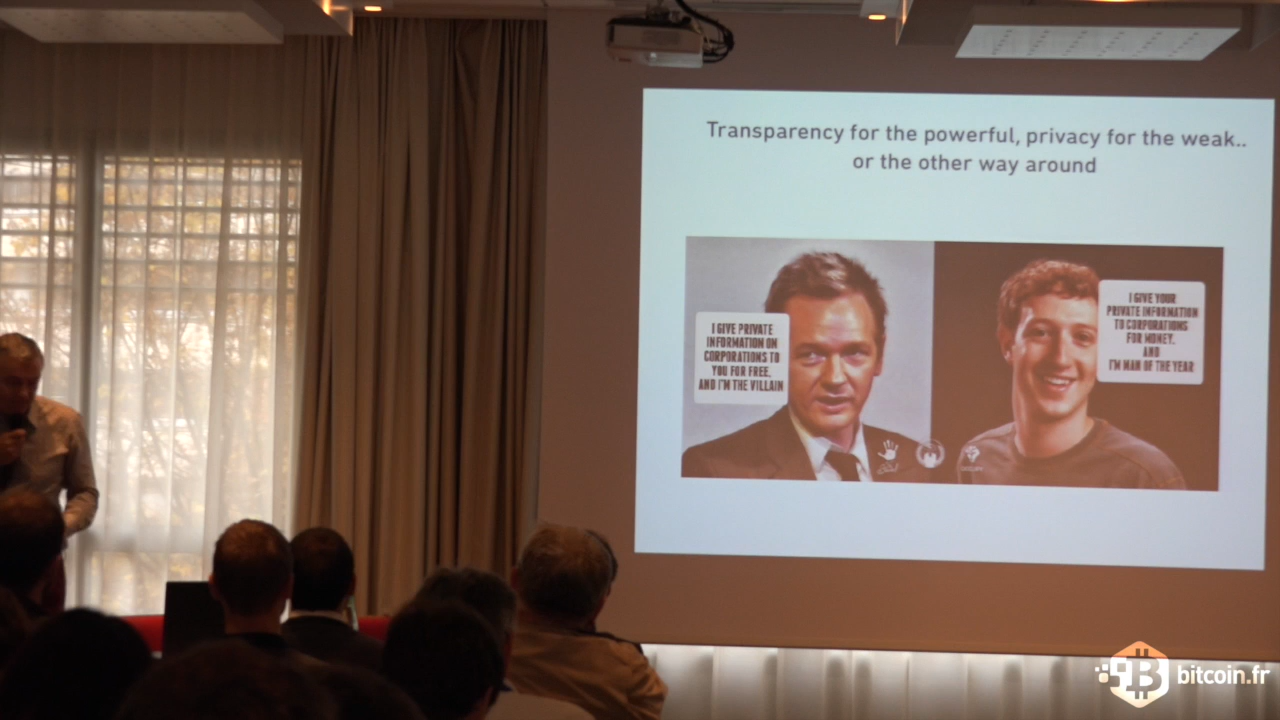 Transparency for the powerful, privacy for the weak..
or the other way around
I GIVE PRIVATE
INFORMATION ON
CORPORATIONS TO
YOU FOR FREE.
AND I'M THE VILLAIN
I GIVE YOUR
PRIVATE INFORMATION
TO CORPORATIONS
FOR MONEY.
AND
I'M MAN OF THE YEAR
bitcoin.fr